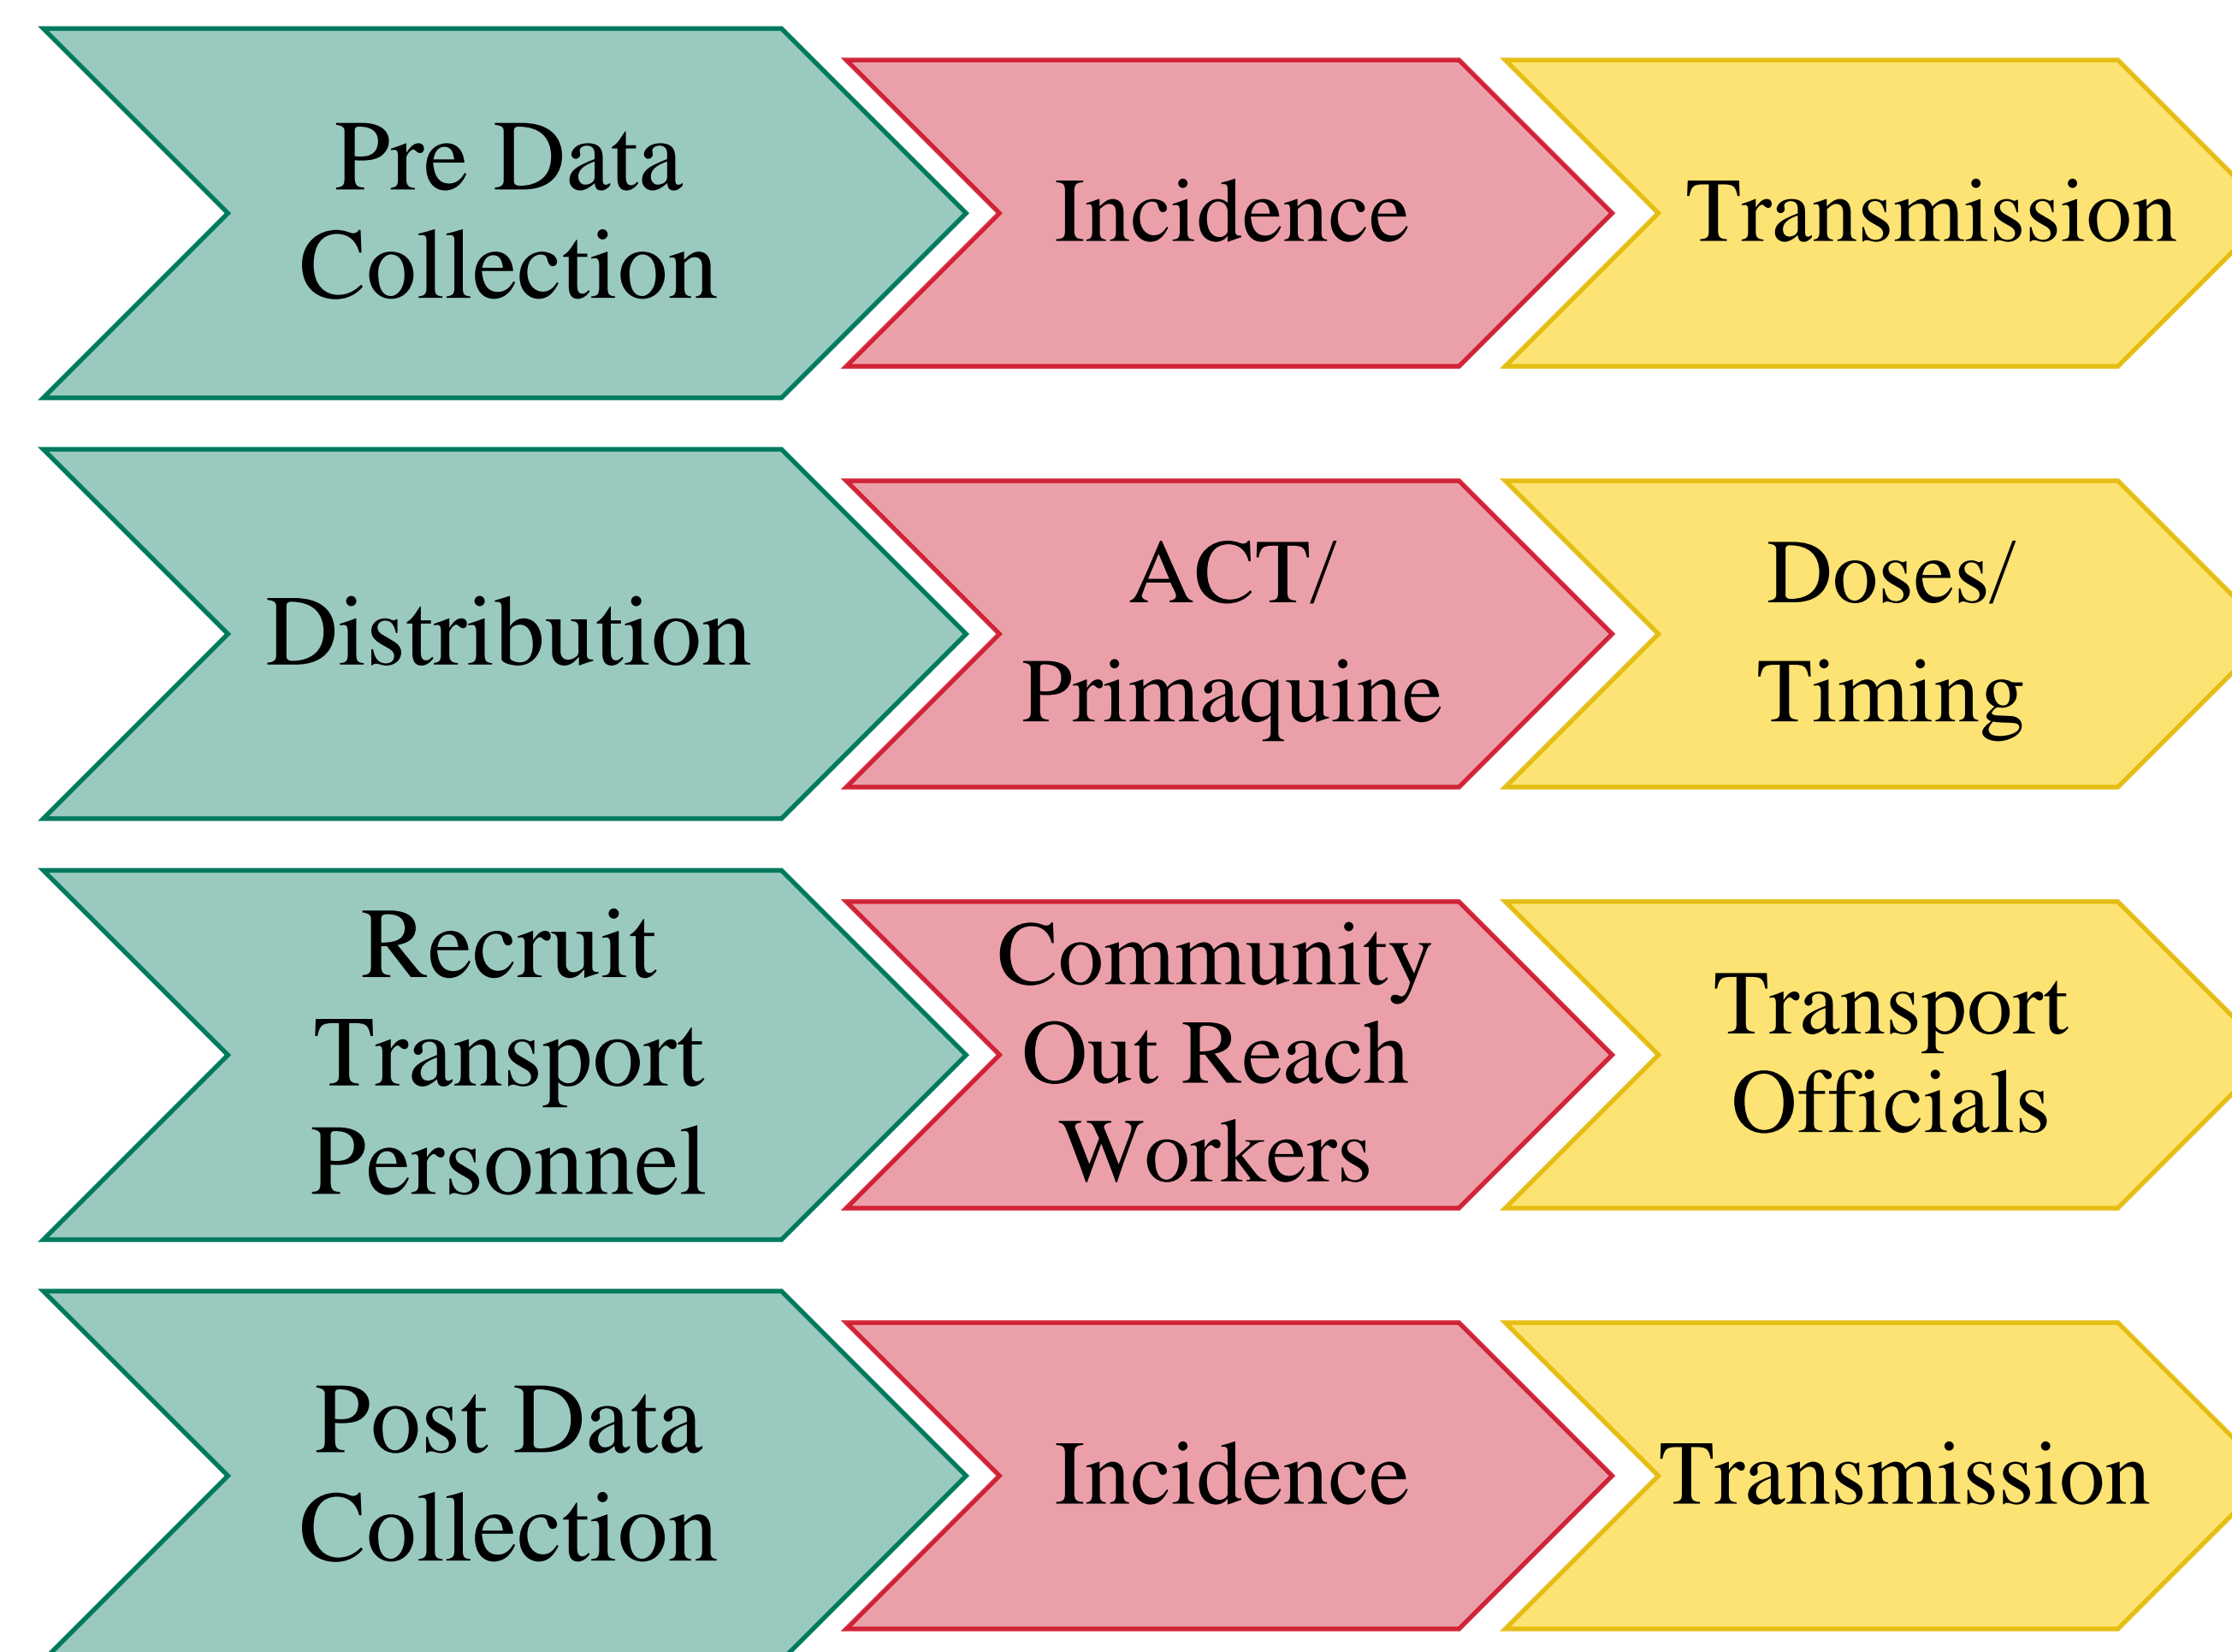 Pre Data
Collection
Incidence
Transmission
Distribution
ACT/
Primaquine
Doses/
Timing
Recruit
Transport
Personnel
Community
Out Reach
Workers
Transport
Officials
Post Data
Collection
Incidence
Transmission